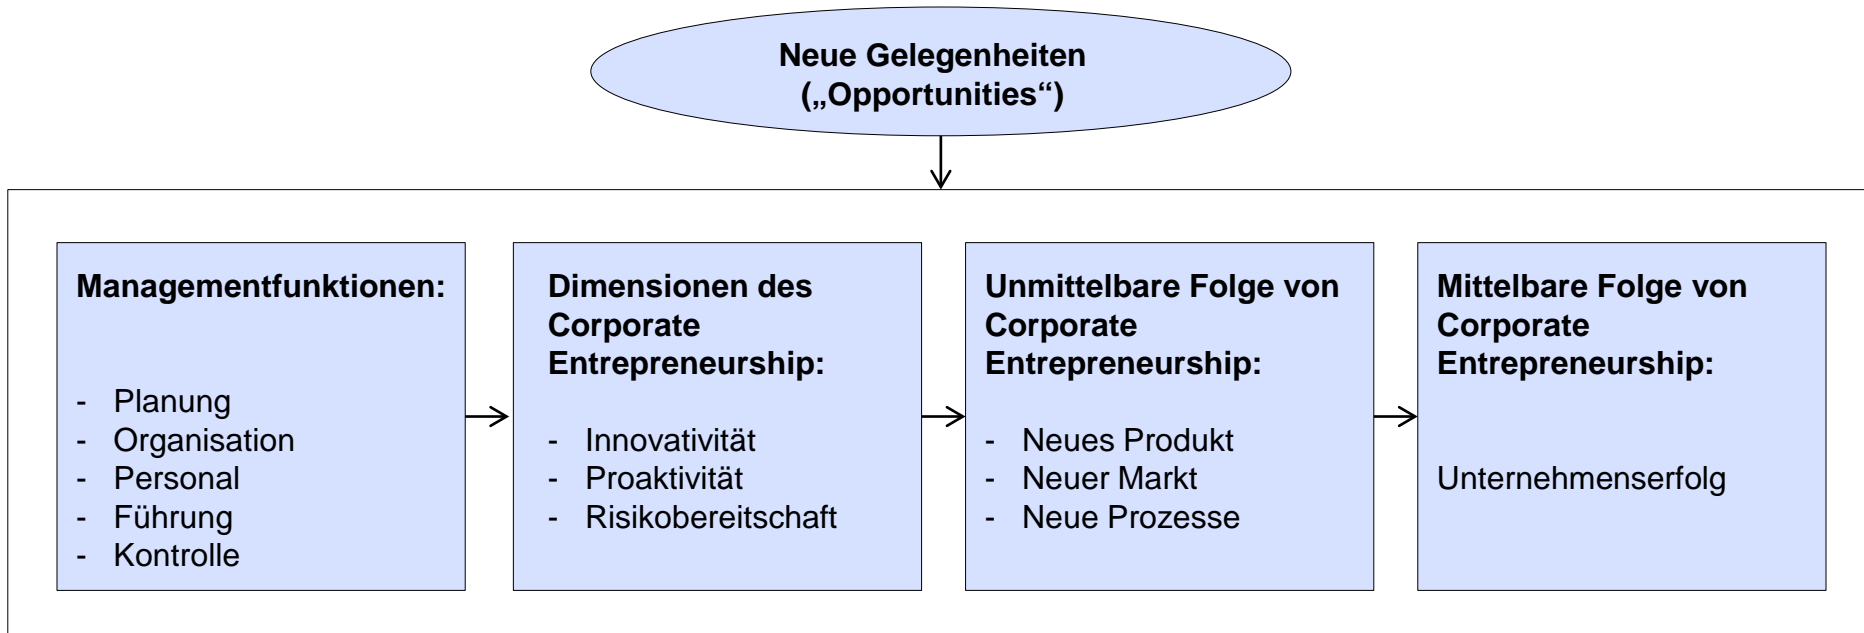 Neue Gelegenheiten
(„Opportunities“)
Managementfunktionen:
- Planung
- Organisation
- Personal
- Führung
- Kontrolle
Dimensionen des
Corporate
Entrepreneurship:
- Innovativität
- Proaktivität
- Risikobereitschaft
Unmittelbare Folge von
Corporate
Entrepreneurship:
- Neues Produkt
- Neuer Markt
- Neue Prozesse
Mittelbare Folge von
Corporate
Entrepreneurship:
Unternehmenserfolg